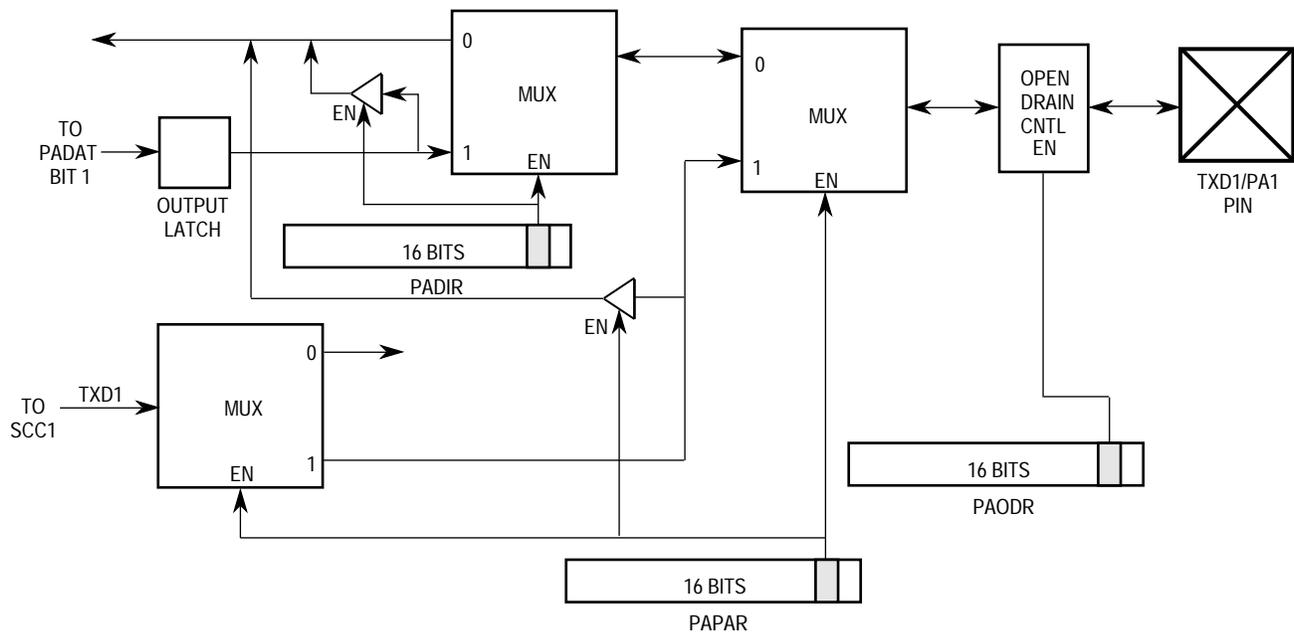 0
MUX
1
EN
EN
TO
PADAT
BIT 1
OUTPUT
LATCH
16 BITS
PADIR
0
MUX
1
EN
OPEN
DRAIN
CNTL
EN
TXD1/PA1
PIN
EN
TO
SCC1
TXD1
0
MUX
1
EN
16 BITS
PAODR
16 BITS
PAPAR